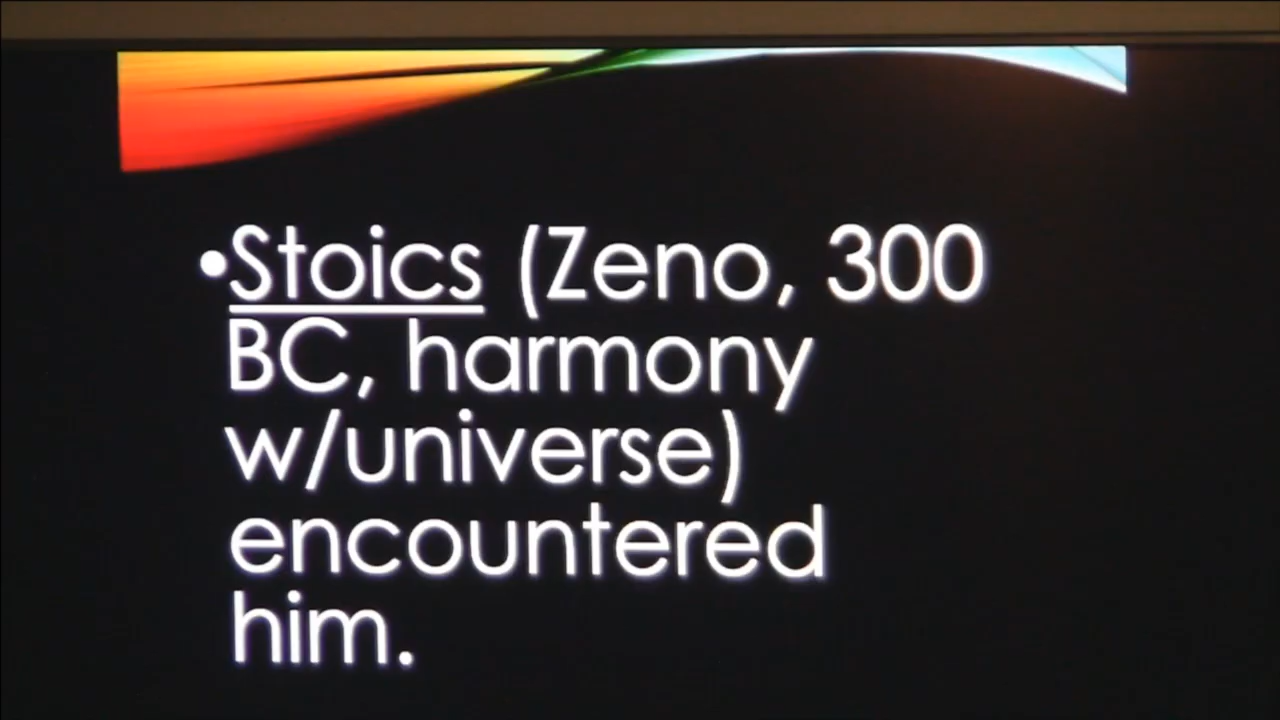 •Stoics (Zeno, 300
BC, harmony
w/universe)
encountered
him.